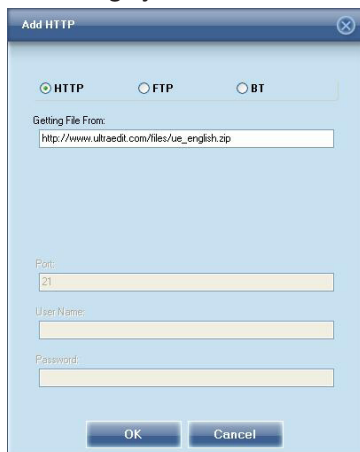 Add HTTP
HTTP FTP BT
Getting File From:
http://www.ultraedit.com/files/ue_english.zip
Port:
21
User Name:
Password:
OK Cancel